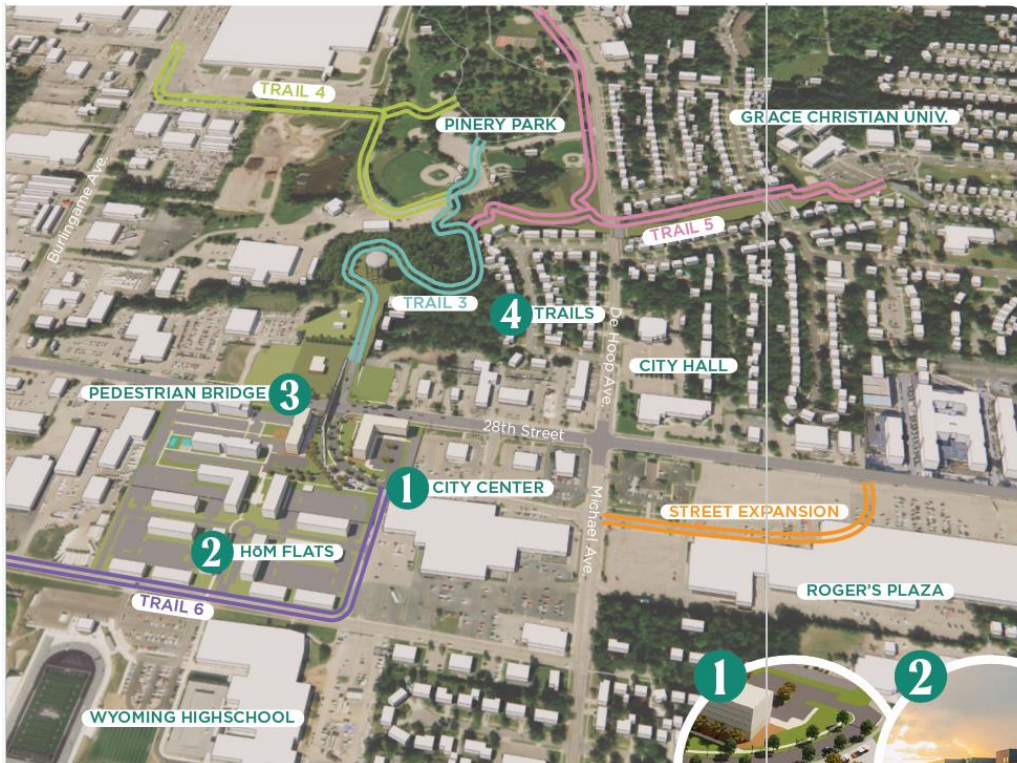 TRAIL 4
PINERY PARK
GRACE CHRISTIAN UNIV.
Burlingame Ave.
TRAIL 5
TRAIL 3
4 TRAILS
De Hoop Ave.
CITY HALL
PEDESTRIAN BRIDGE 3
28th Street
1 CITY CENTER
STREET EXPANSION
Michael Ave.
2 HōM FLATS
ROGER'S PLAZA
TRAIL 6
1
2
WYOMING HIGHSCHOOL